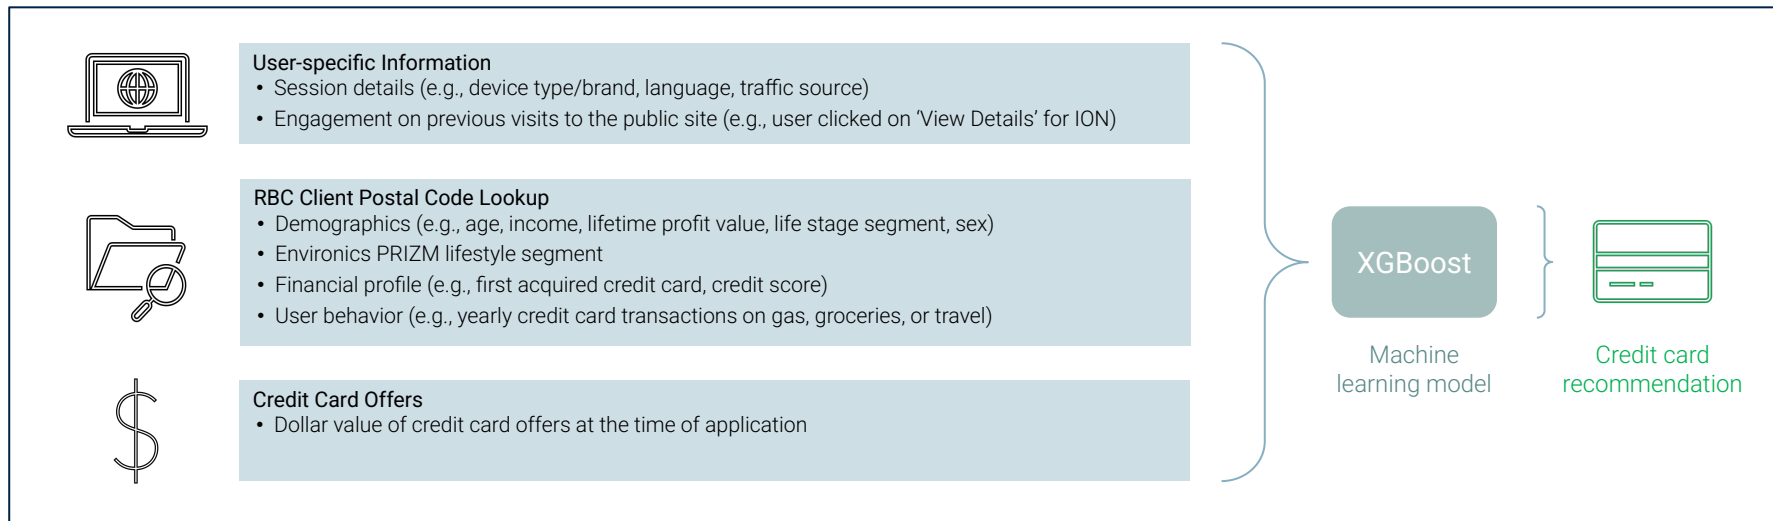 User-specific Information
• Session details (e.g., device type/brand, language, traffic source)
• Engagement on previous visits to the public site (e.g., user clicked on ‘View Details’ for ION)
RBC Client Postal Code Lookup
• Demographics (e.g., age, income, lifetime profit value, life stage segment, sex)
• Environics PRIZM lifestyle segment
• Financial profile (e.g., first acquired credit card, credit score)
• User behavior (e.g., yearly credit card transactions on gas, groceries, or travel)
Credit Card Offers
• Dollar value of credit card offers at the time of application
XGBoost
Machine
learning model
Credit card
recommendation